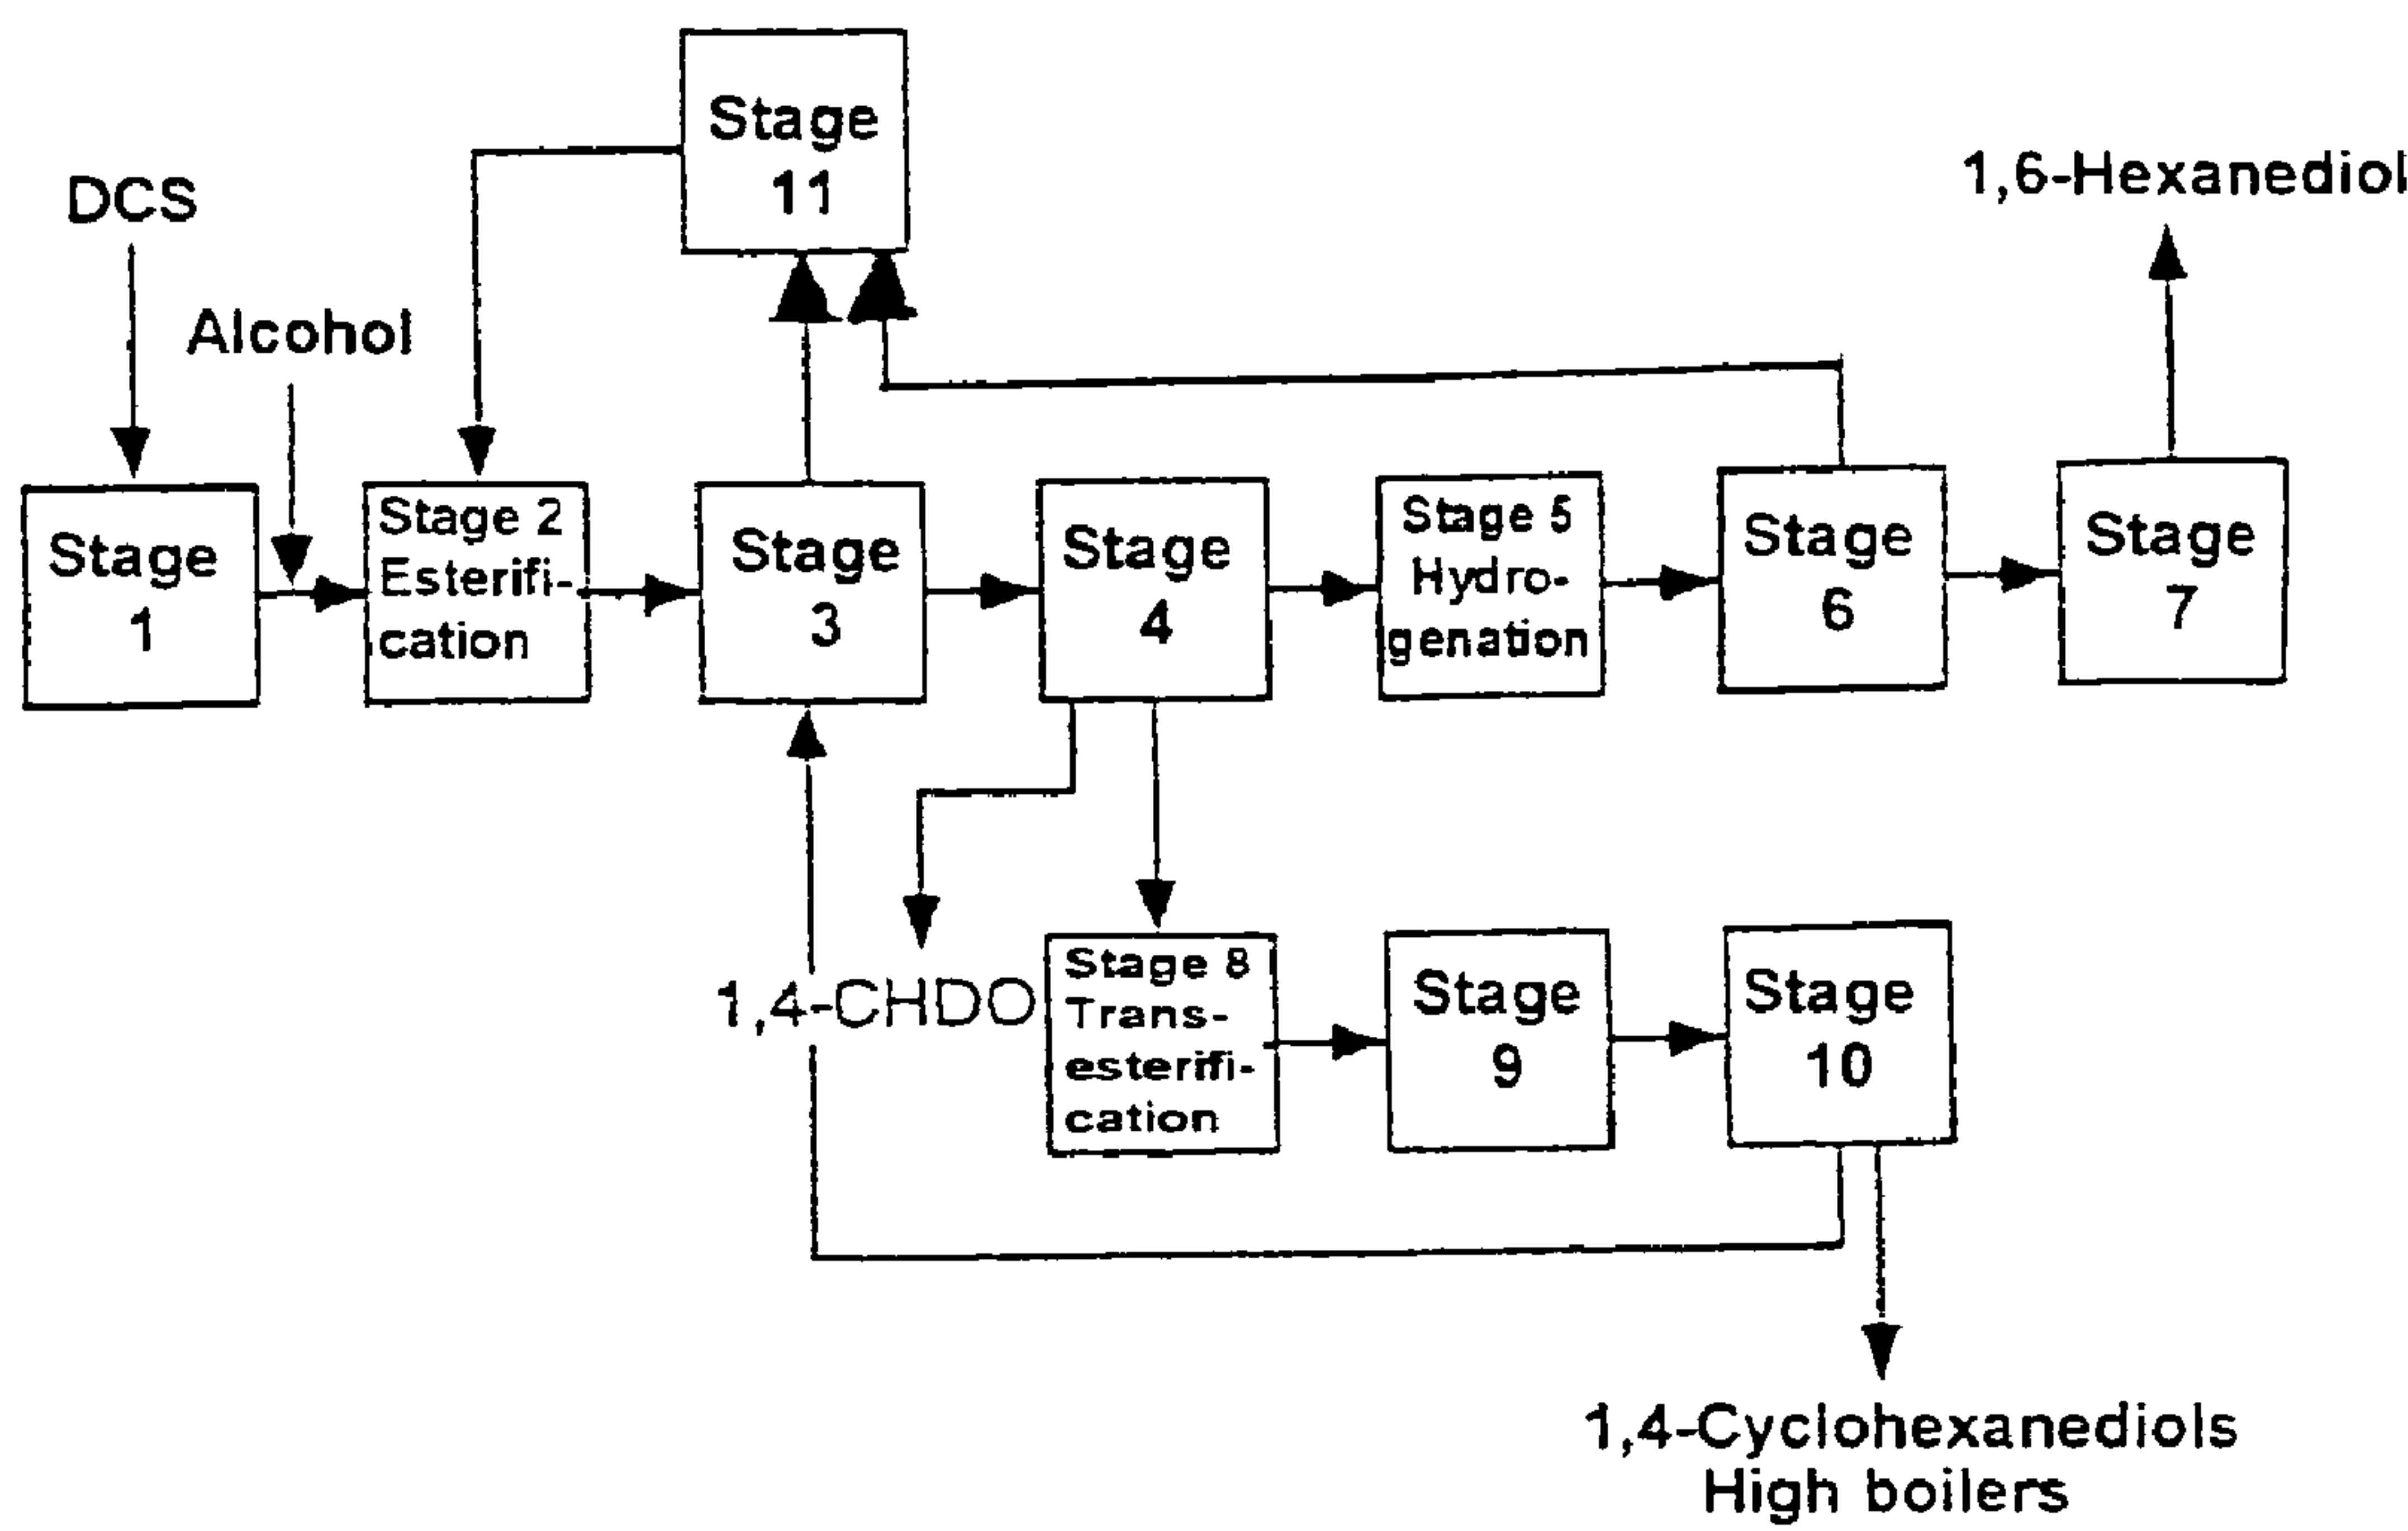 Stage
11
DCS
1,6-Hexanediol
Alcohol
Stage
1
Stage 2
Esterifi-
cation
Stage
3
Stage
4
Stage 5
Hydro-
genation
Stage
6
Stage
7
1,4-CHDO
Stage 8
Trans-
esterifi-
cation
Stage
9
Stage
10
1,4-Cyclohexanediols
High boilers